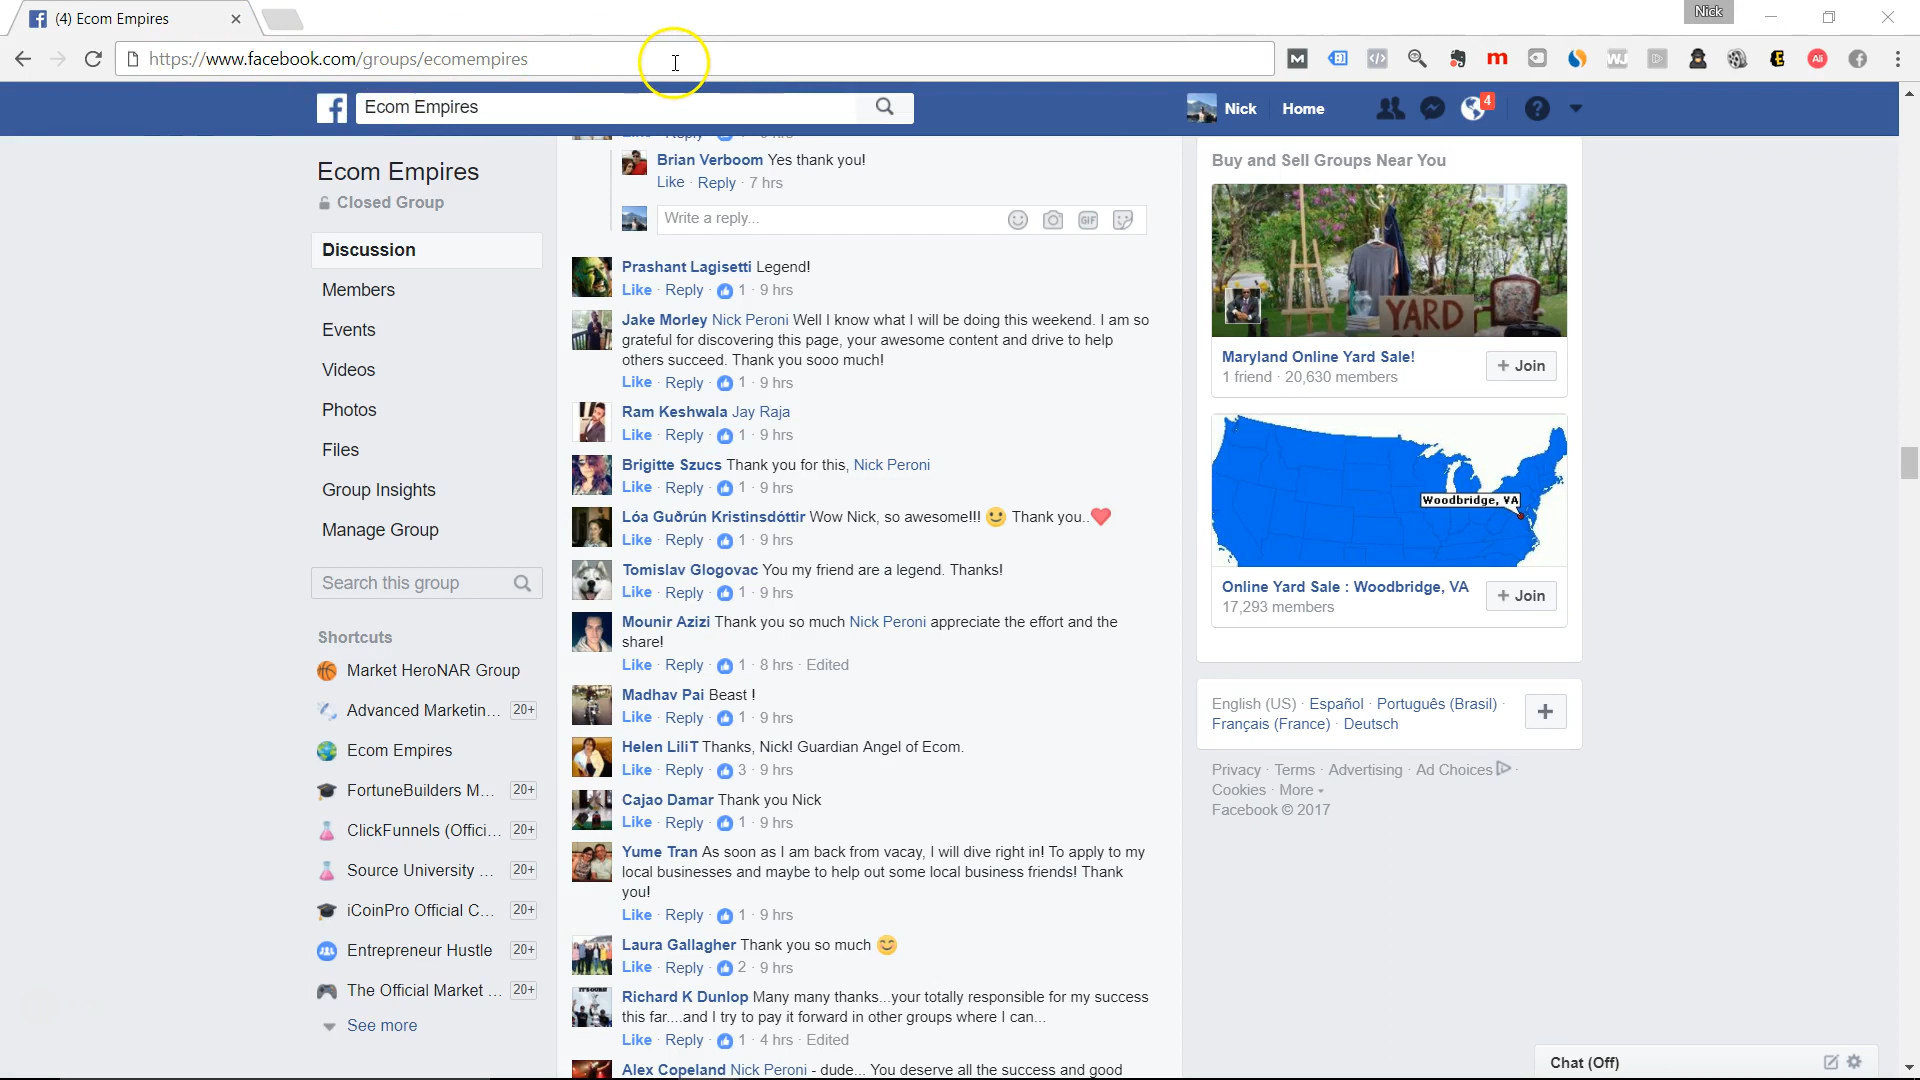 (4) Ecom Empires
Nick
https://www.facebook.com/groups/ecomempires
Ecom Empires
Nick
Home
4
Ecom Empires
Closed Group
Discussion
Members
Events
Videos
Photos
Files
Group Insights
Manage Group
Search this group
Shortcuts
Market HeroNAR Group
Advanced Marketin... 20+
Ecom Empires
FortuneBuilders M... 20+
ClickFunnels (Offici... 20+
Source University ... 20+
iCoinPro Official C... 20+
Entrepreneur Hustle 20+
The Official Market ... 20+
See more
Brian Verboom Yes thank you!
Like · Reply · 7 hrs
Write a reply...
GIF
Prashant Lagisetti Legend!
Like · Reply · 1 · 9 hrs
Jake Morley Nick Peroni Well I know what I will be doing this weekend. I am so
grateful for discovering this page, your awesome content and drive to help
others succeed. Thank you sooo much!
Like · Reply · 1 · 9 hrs
Ram Keshwala Jay Raja
Like · Reply · 1 · 9 hrs
Brigitte Szucs Thank you for this, Nick Peroni
Like · Reply · 1 · 9 hrs
Lóa Guðrún Kristinsdóttir Wow Nick, so awesome!!! 🙂 Thank you..❤
Like · Reply · 1 · 9 hrs
Tomislav Glogovac You my friend are a legend. Thanks!
Like · Reply · 1 · 9 hrs
Mounir Azizi Thank you so much Nick Peroni appreciate the effort and the
share!
Like · Reply · 1 · 8 hrs · Edited
Madhav Pai Beast !
Like · Reply · 1 · 9 hrs
Helen LiliT Thanks, Nick! Guardian Angel of Ecom.
Like · Reply · 3 · 9 hrs
Cajao Damar Thank you Nick
Like · Reply · 1 · 9 hrs
Yume Tran As soon as I am back from vacay, I will dive right in! To apply to my
local businesses and maybe to help out some local business friends! Thank
you!
Like · Reply · 1 · 9 hrs
Laura Gallagher Thank you so much 😊
Like · Reply · 2 · 9 hrs
Richard K Dunlop Many many thanks...your totally responsible for my success
this far....and I try to pay it forward in other groups where I can...
Like · Reply · 1 · 4 hrs · Edited
Alex Copeland Nick Peroni - dude... You deserve all the success and good
Buy and Sell Groups Near You
YARD
Maryland Online Yard Sale!
1 friend · 20,630 members
+ Join
Woodbridge, VA
Online Yard Sale : Woodbridge, VA
17,293 members
+ Join
English (US) · Español · Português (Brasil) ·
Français (France) · Deutsch
Privacy · Terms · Advertising · Ad Choices ·
Cookies · More
Facebook © 2017
Chat (Off)